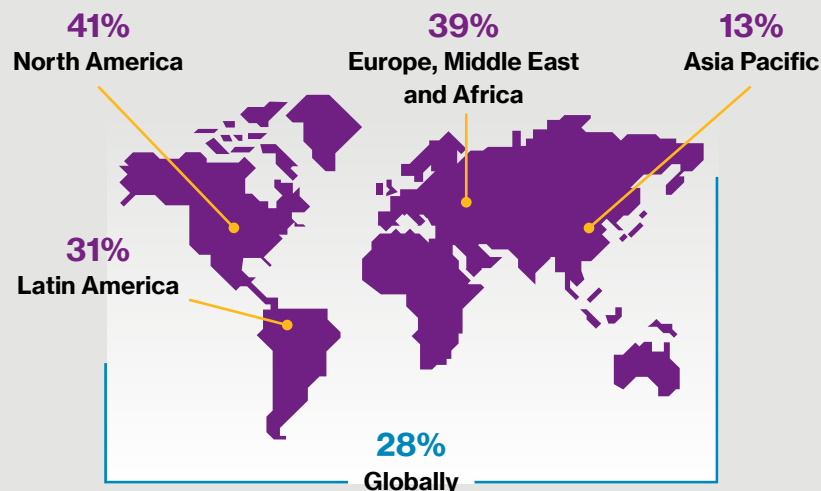 41%
North America
39%
Europe, Middle East
and Africa
13%
Asia Pacific
31%
Latin America
28%
Globally